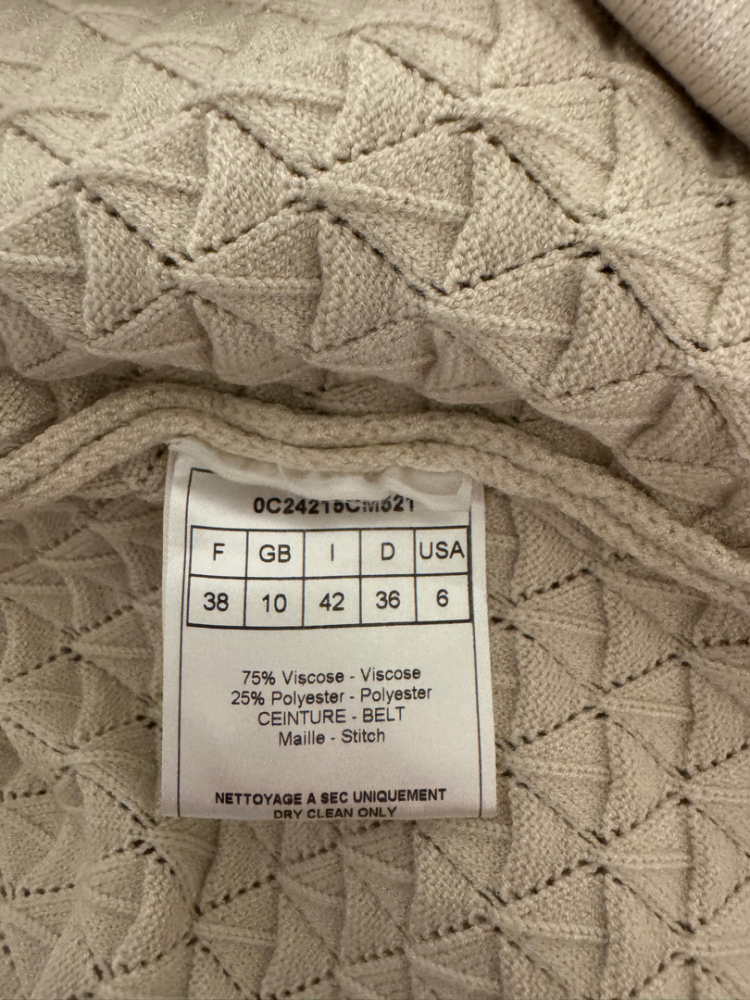 0C24215CM521
F GB I D USA
38 10 42 36 6
75% Viscose - Viscose
25% Polyester - Polyester
CEINTURE - BELT
Maille - Stitch
NETTOYAGE A SEC UNIQUEMENT
DRY CLEAN ONLY